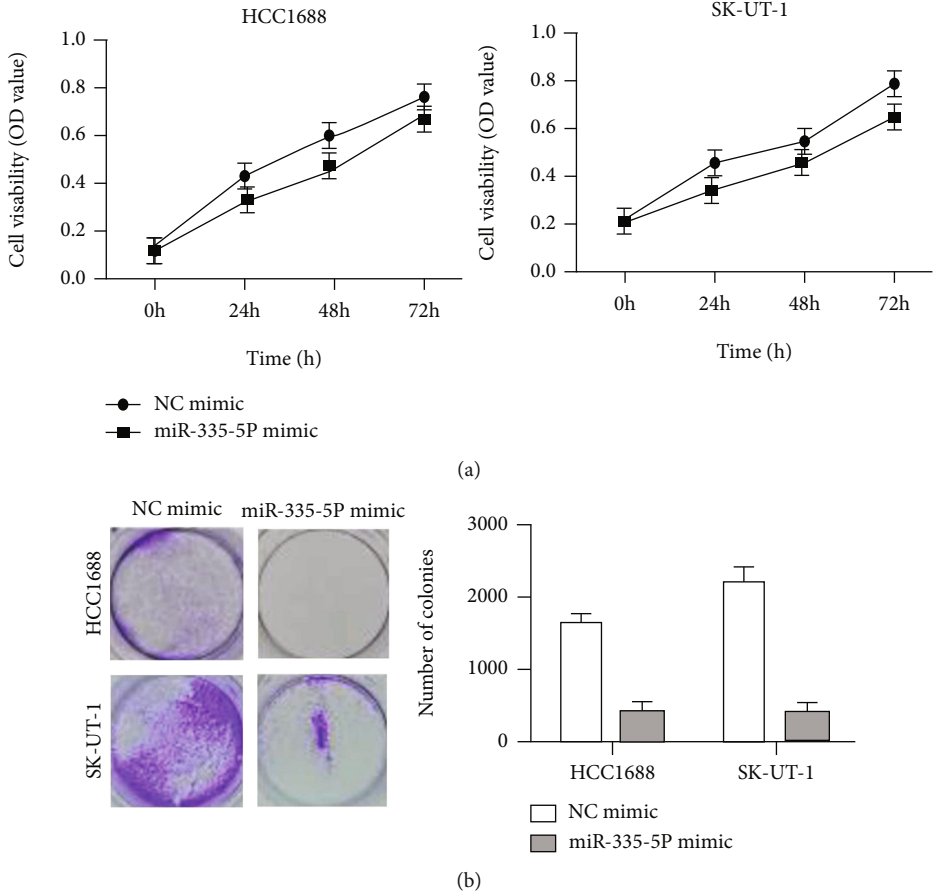 HCC1688
Cell visability (OD value)
1.0
0.8
0.6
0.4
0.2
0.0
0h 24h 48h 72h
Time (h)
SK-UT-1
Cell visability (OD value)
1.0
0.8
0.6
0.4
0.2
0.0
0h 24h 48h 72h
Time (h)
NC mimic
miR-335-5P mimic
(a)
NC mimic miR-335-5P mimic
HCC1688
SK-UT-1
Number of colonies
3000
2000
1000
0
HCC1688 SK-UT-1
NC mimic
miR-335-5P mimic
(b)